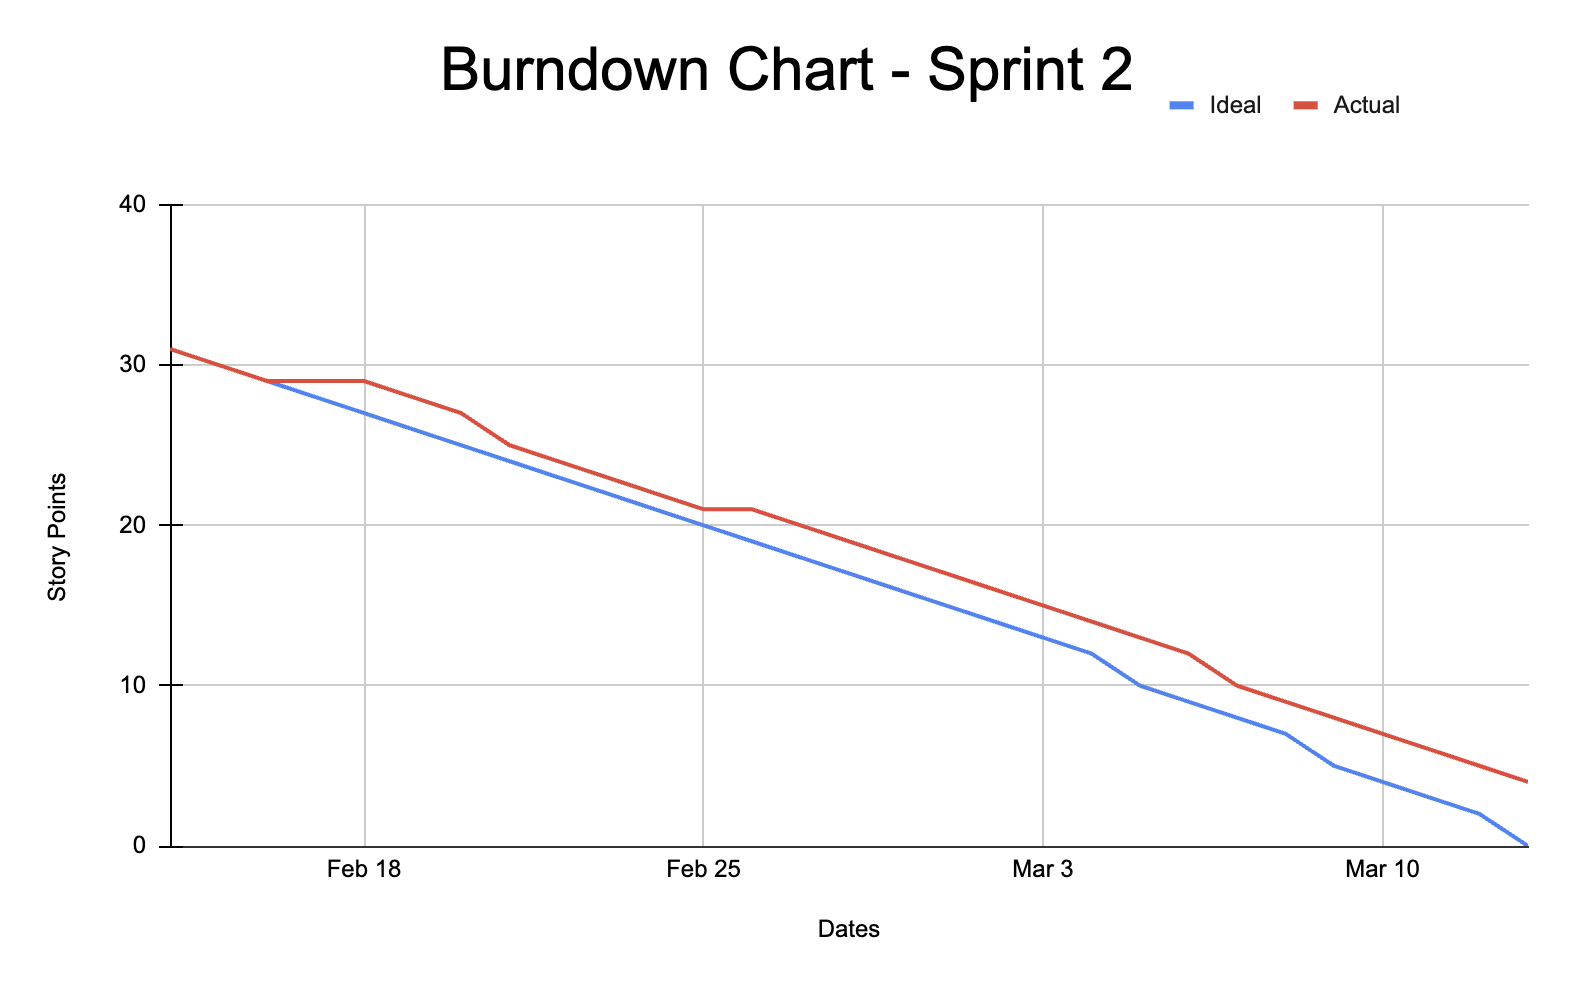 Burndown Chart - Sprint 2
Ideal
Actual
40
30
20
10
0
Story Points
Feb 18
Feb 25
Mar 3
Mar 10
Dates